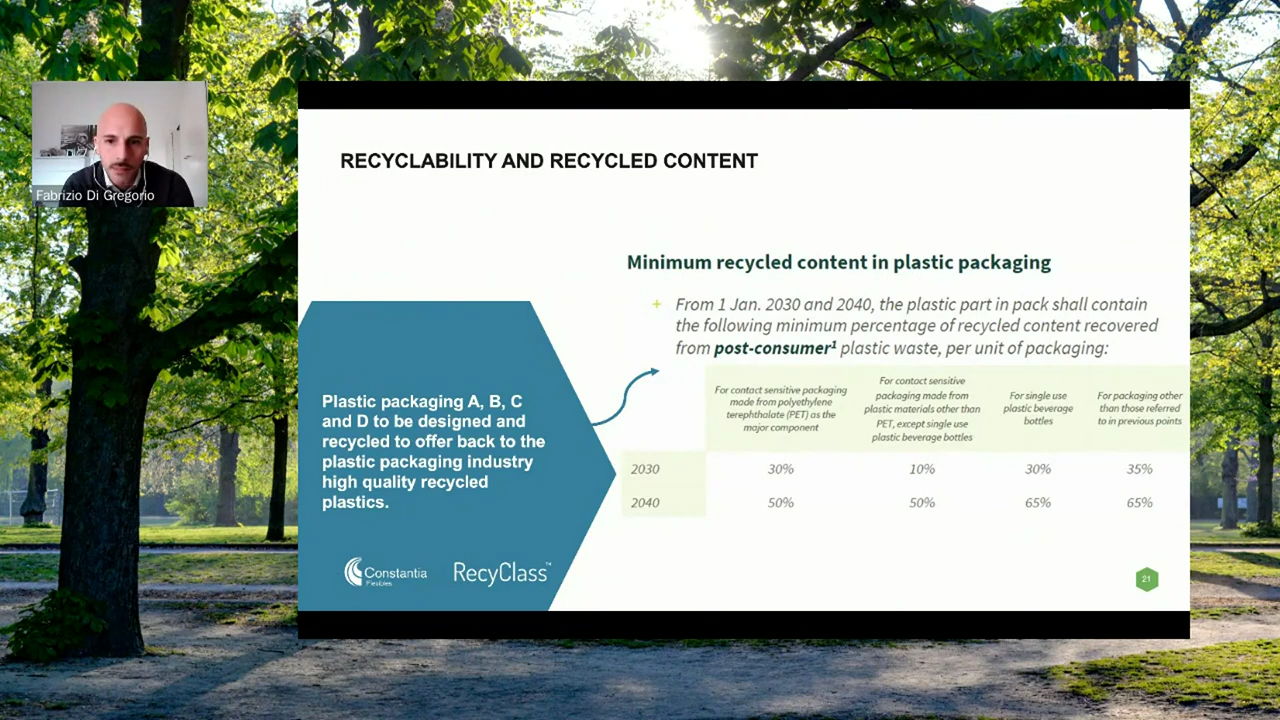 Fabrizio Di Gregorio
RECYCLABILITY AND RECYCLED CONTENT
Minimum recycled content in plastic packaging
+ From 1 Jan. 2030 and 2040, the plastic part in pack shall contain
the following minimum percentage of recycled content recovered
from post-consumer¹ plastic waste, per unit of packaging:
Plastic packaging A, B, C
and D to be designed and
recycled to offer back to the
plastic packaging industry
high quality recycled
plastics.
For contact sensitive packaging
made from polyethylene
terephthalate (PET) as the
major component
For contact sensitive
packaging made from
plastic materials other than
PET, except single use
plastic beverage bottles
For single use
plastic beverage
bottles
For packaging other
than those referred
to in previous points
2030 30% 10% 30% 35%
2040 50% 50% 65% 65%
Constantia
Flexibles
RecyClass™
21